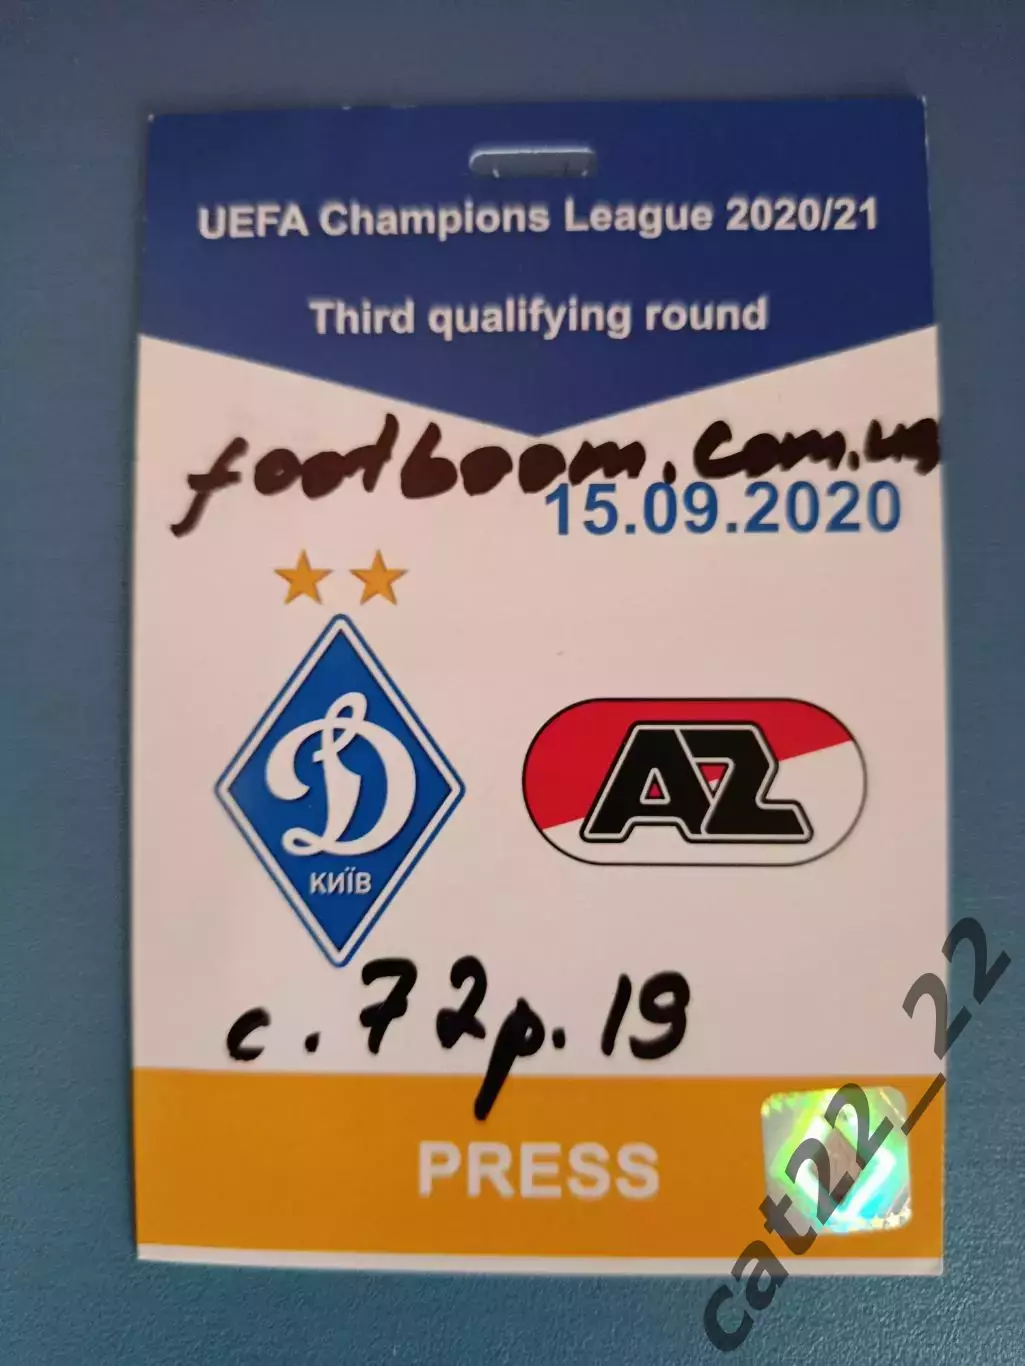 UEFA Champions League 2020/21
Third qualifying round
footboom.com.ua
15.09.2020
КИЇВ
AZ
с. 72 р. 19
PRESS
cat22_22